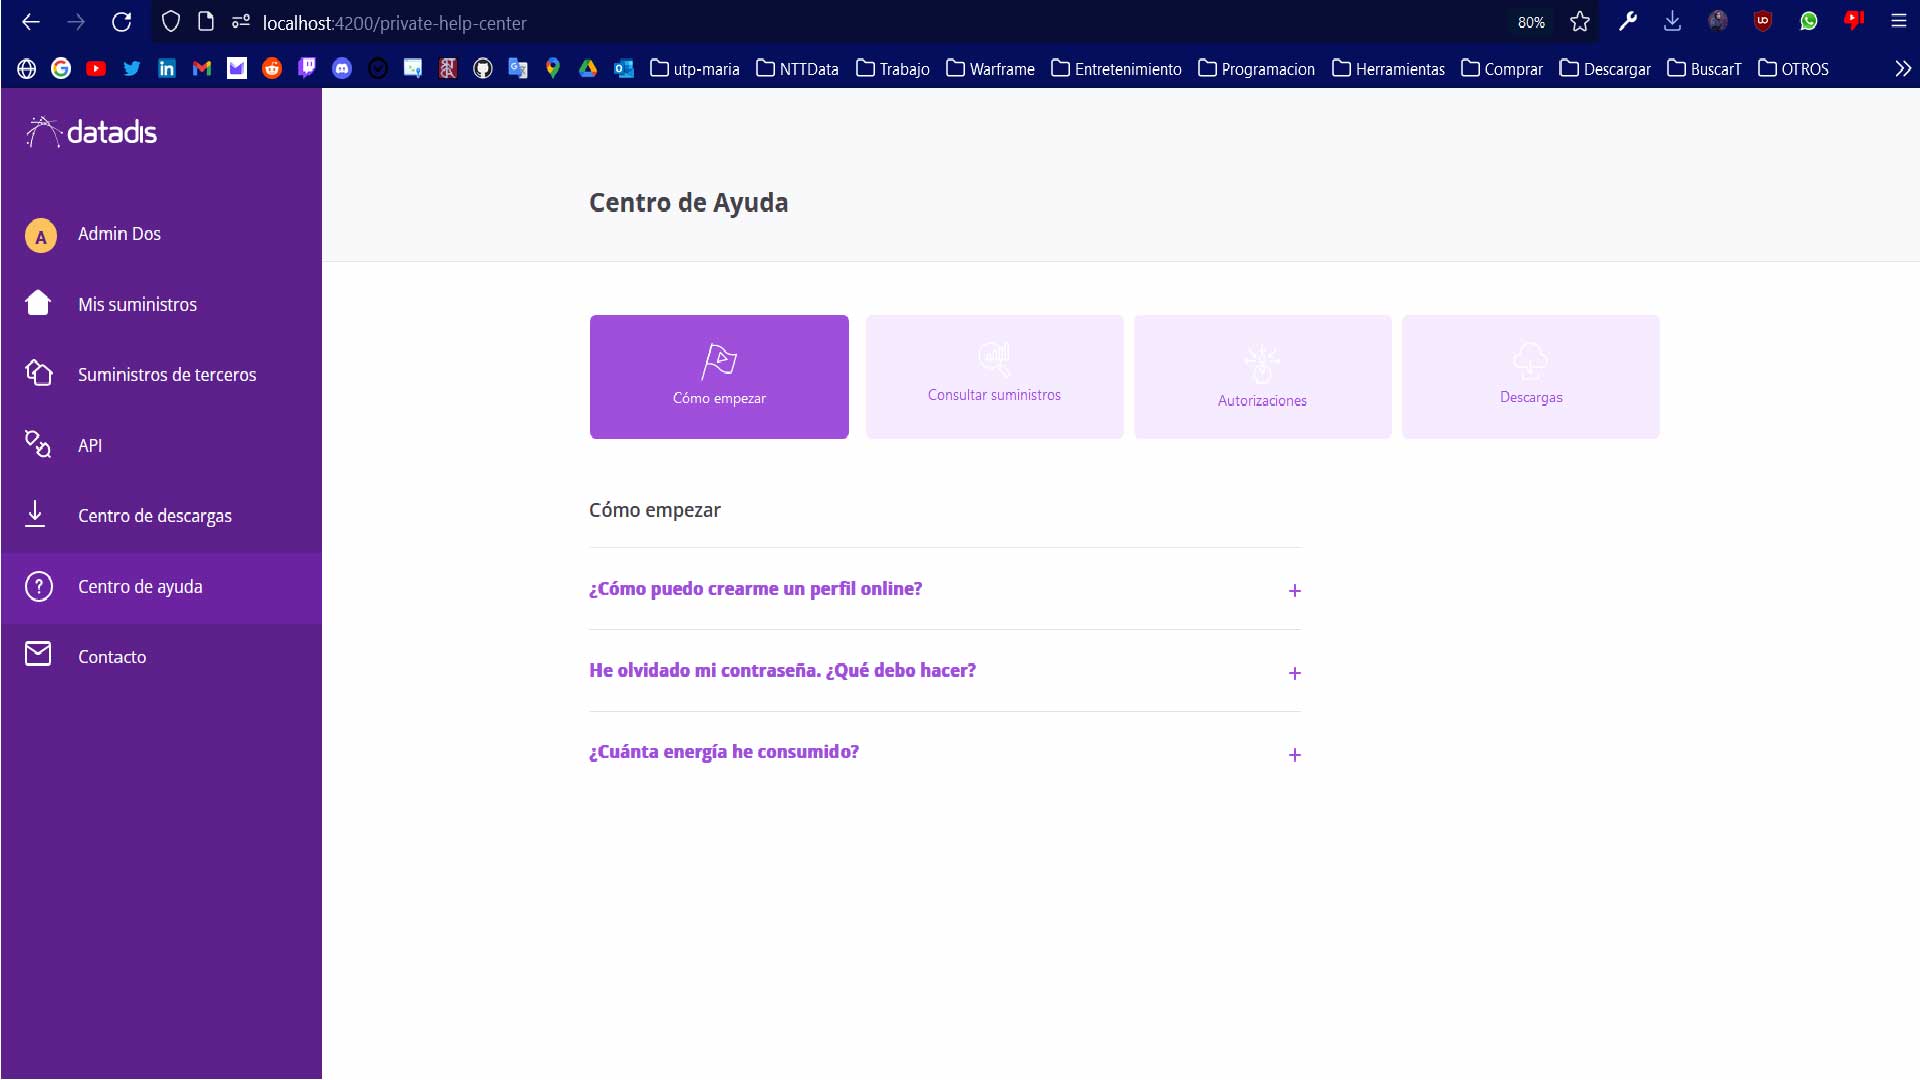 localhost:4200/private-help-center
80%
utp-maria NTTData Trabajo Warframe Entretenimiento Programacion Herramientas Comprar Descargar BuscarT OTROS
datadis
A Admin Dos
Mis suministros
Suministros de terceros
API
Centro de descargas
Centro de ayuda
Contacto
Centro de Ayuda
Cómo empezar
Consultar suministros
Autorizaciones
Descargas
Cómo empezar
¿Cómo puedo crearme un perfil online? +
He olvidado mi contraseña. ¿Qué debo hacer? +
¿Cuánta energía he consumido? +